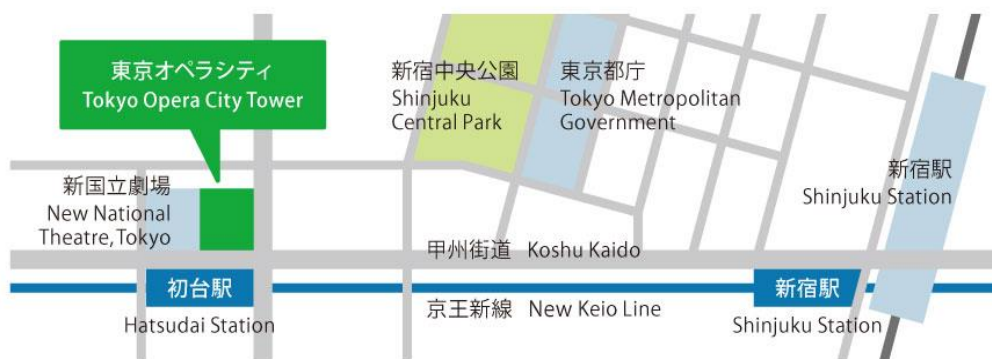 東京オペラシティ
Tokyo Opera City Tower
新宿中央公園
Shinjuku
Central Park
東京都庁
Tokyo Metropolitan
Government
新宿駅
Shinjuku Station
新国立劇場
New National
Theatre, Tokyo
甲州街道 Koshu Kaido
初台駅
Hatsudai Station
京王新線 New Keio Line
新宿駅
Shinjuku Station